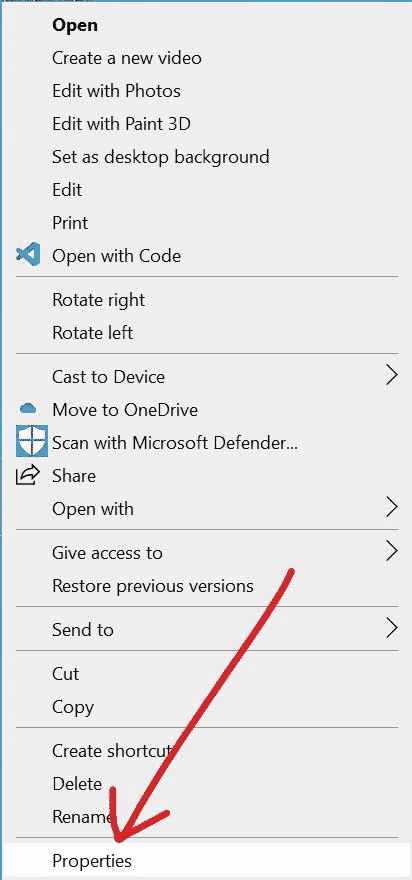 Open
Create a new video
Edit with Photos
Edit with Paint 3D
Set as desktop background
Edit
Print
Open with Code
Rotate right
Rotate left
Cast to Device
Move to OneDrive
Scan with Microsoft Defender...
Share
Open with
Give access to
Restore previous versions
Send to
Cut
Copy
Create shortcut
Delete
Rename
Properties